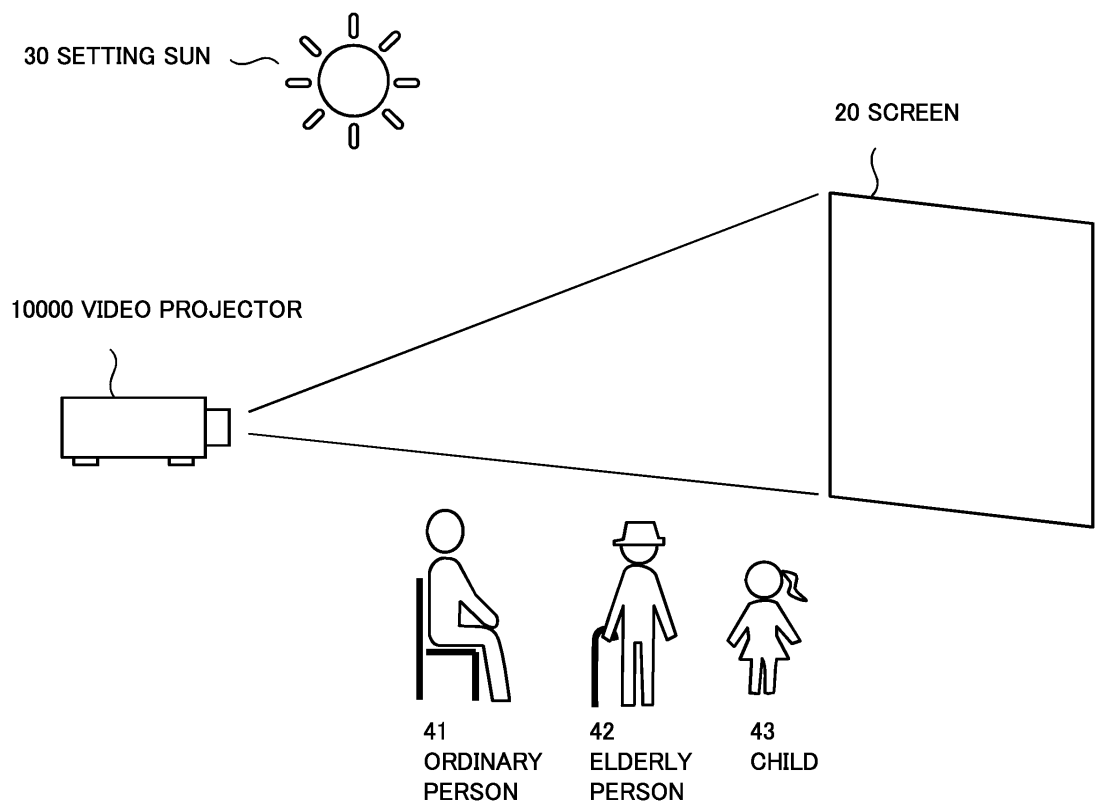 30 SETTING SUN
20 SCREEN
10000 VIDEO PROJECTOR
41
ORDINARY
PERSON
42
ELDERLY
PERSON
43
CHILD